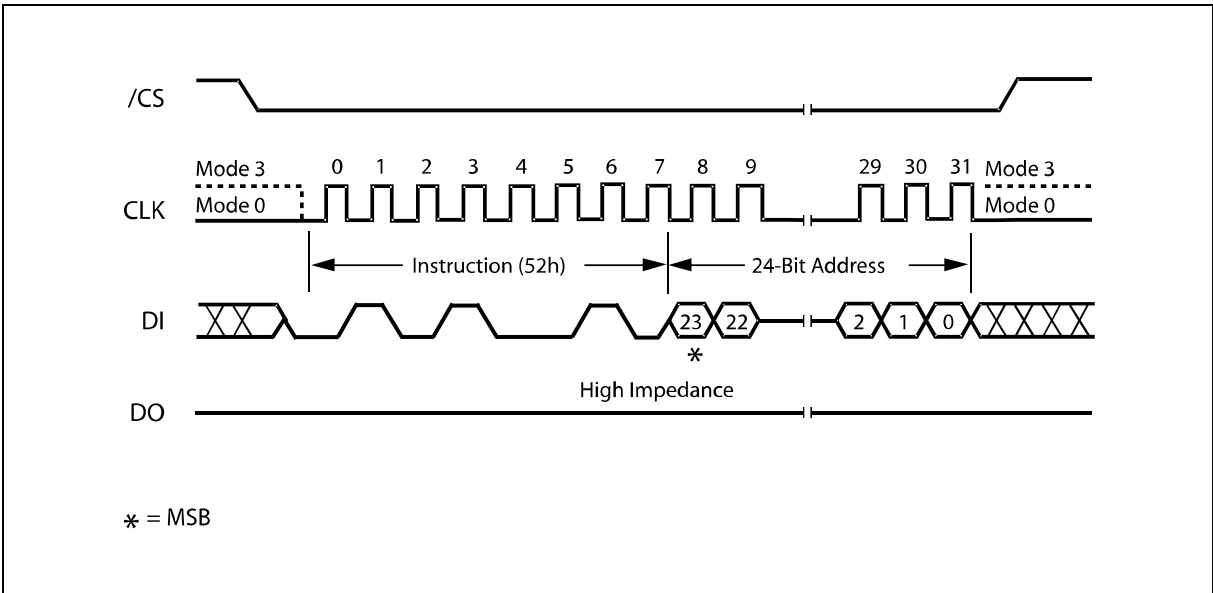 /CS
Mode 3
0 1 2 3 4 5 6 7 8 9 29 30 31
Mode 3
CLK
Mode 0
Mode 0
Instruction (52h)
24-Bit Address
DI
23 22 2 1 0
*
High Impedance
DO
* = MSB